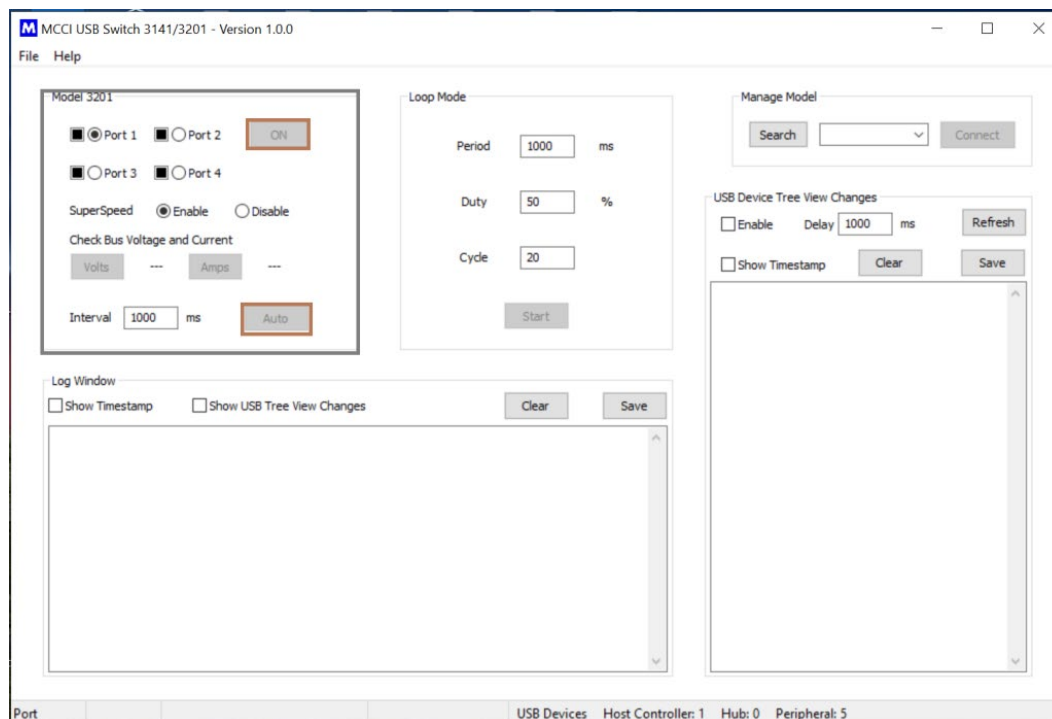 M MCCI USB Switch 3141/3201 - Version 1.0.0
File Help
Model 3201
Port 1 Port 2 ON
Port 3 Port 4
SuperSpeed Enable Disable
Check Bus Voltage and Current
Volts --- Amps ---
Interval 1000 ms Auto
Loop Mode
Period 1000 ms
Duty 50 %
Cycle 20
Start
Manage Model
Search Connect
USB Device Tree View Changes
Enable Delay 1000 ms Refresh
Show Timestamp Clear Save
Log Window
Show Timestamp Show USB Tree View Changes Clear Save
Port USB Devices Host Controller: 1 Hub: 0 Peripheral: 5